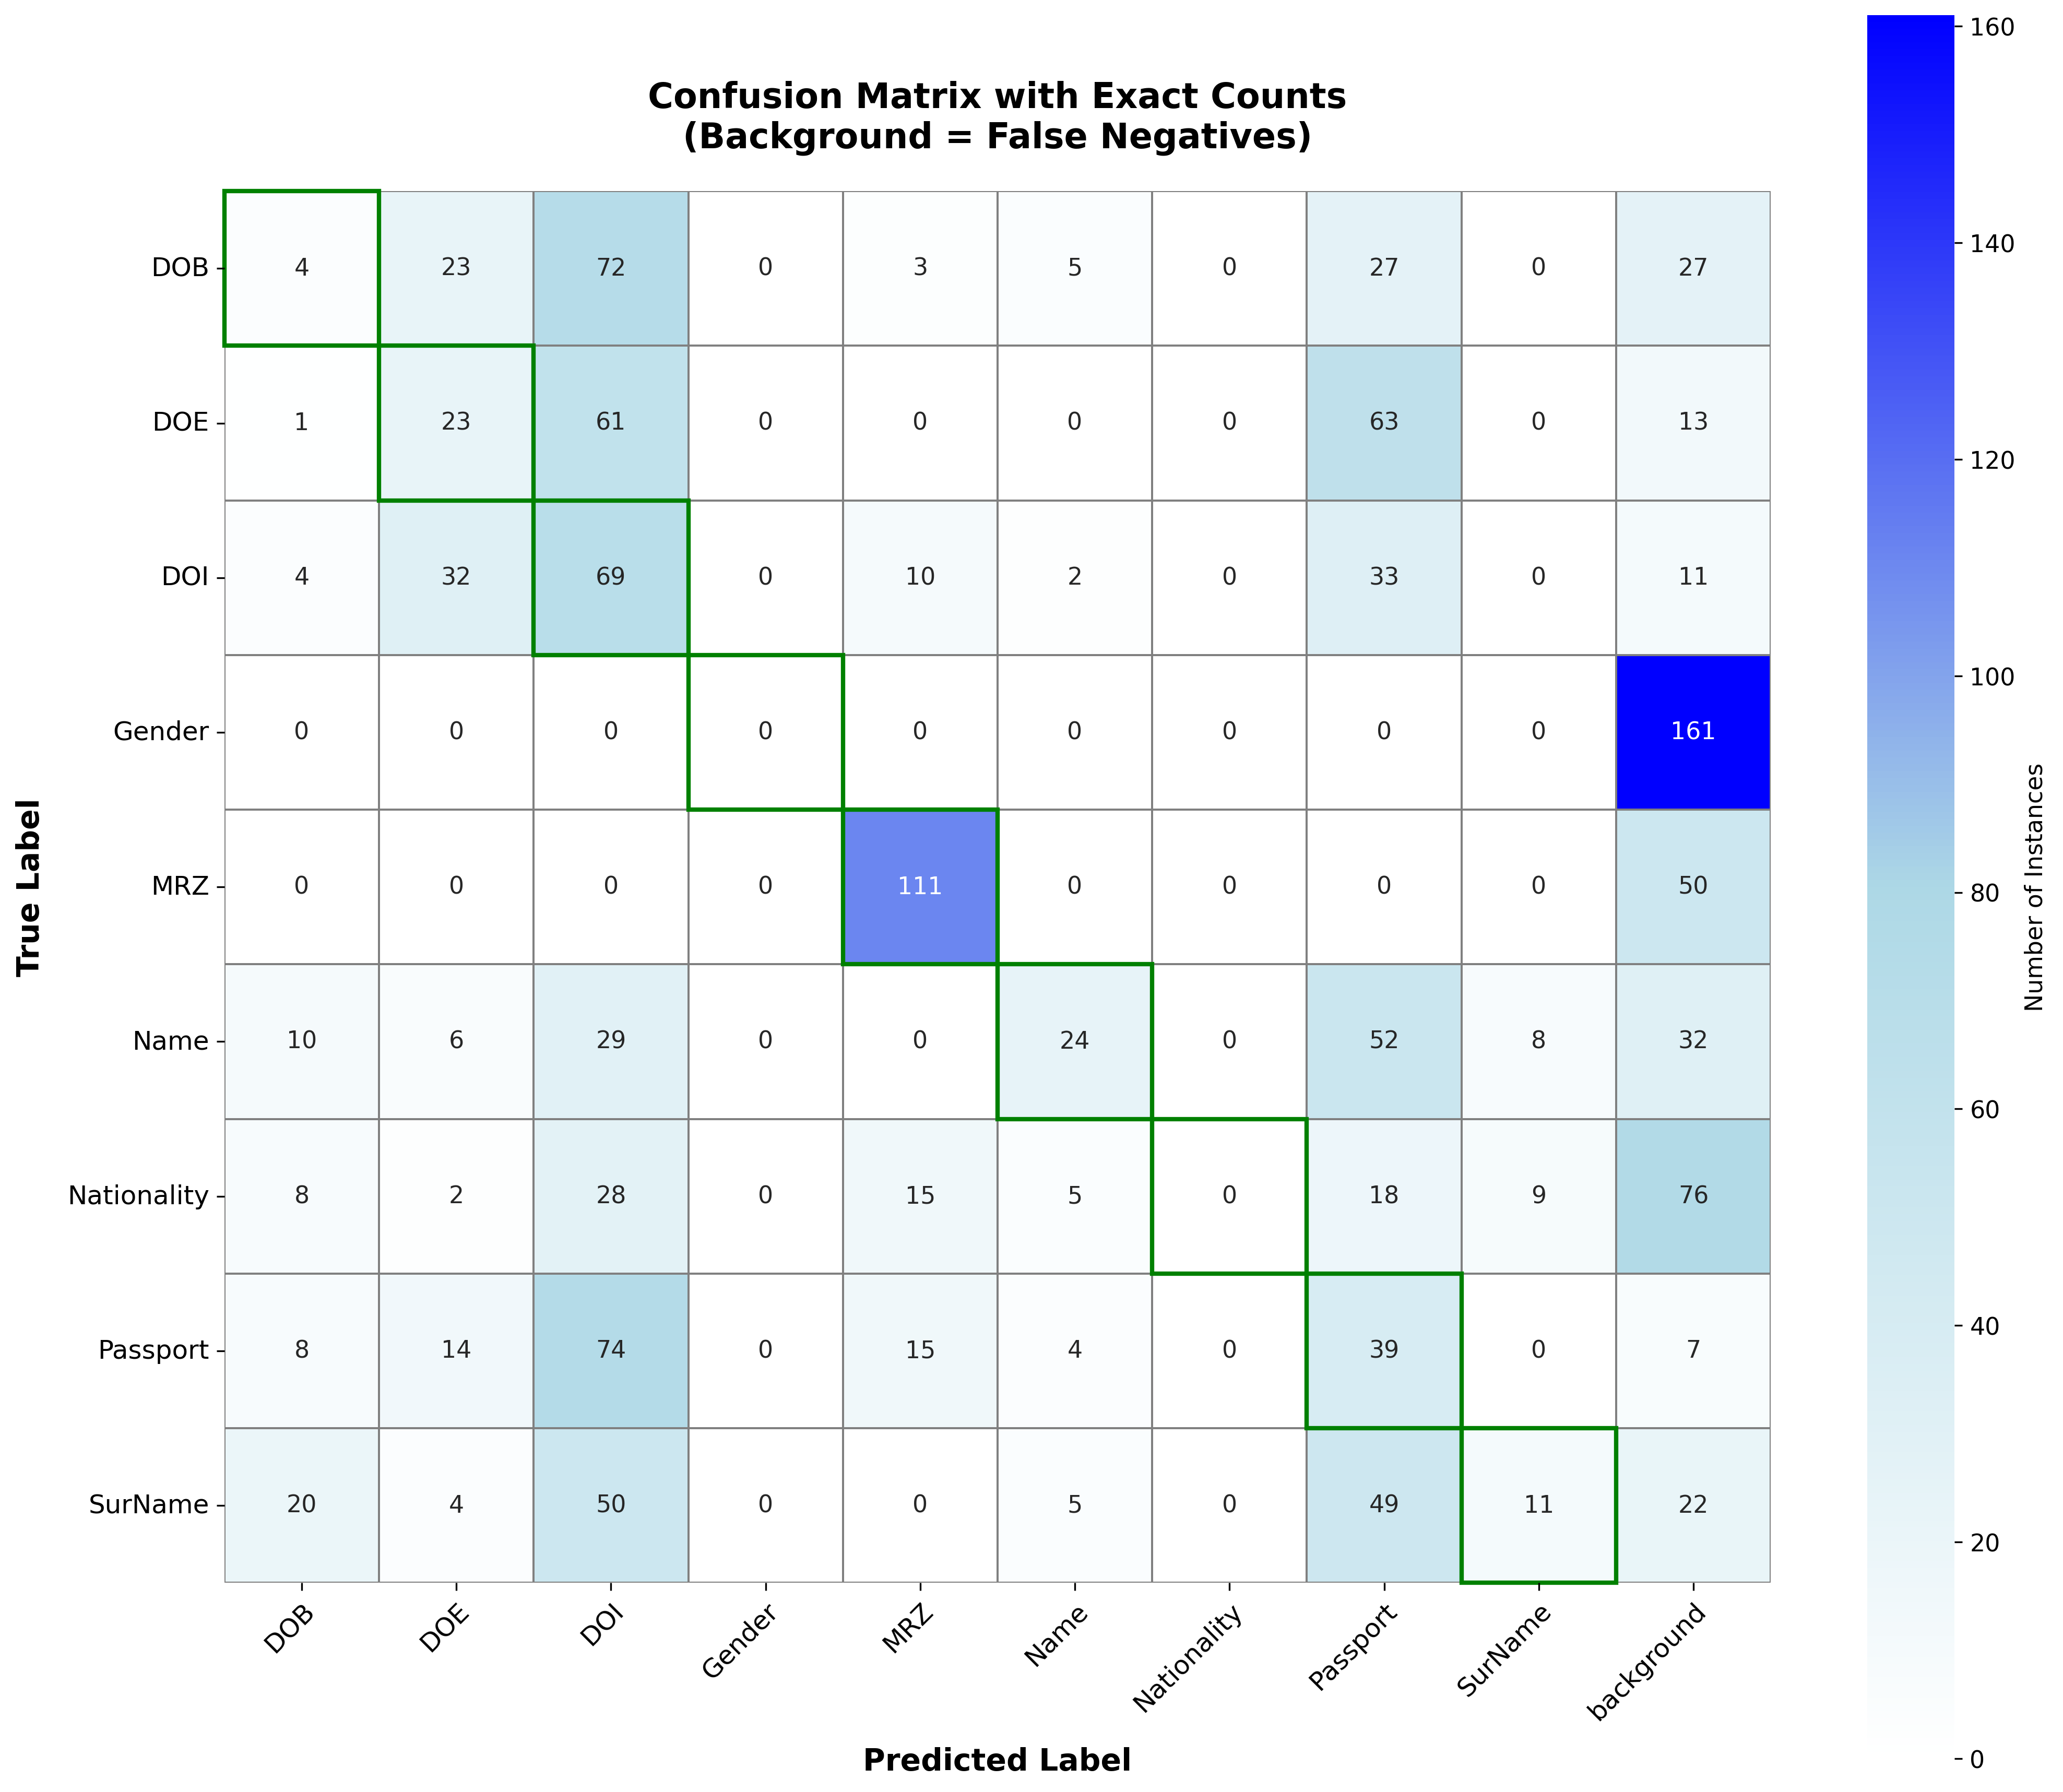 Confusion Matrix with Exact Counts
(Background = False Negatives)
True Label
DOB 4 23 72 0 3 5 0 27 0 27
DOE 1 23 61 0 0 0 0 63 0 13
DOI 4 32 69 0 10 2 0 33 0 11
Gender 0 0 0 0 0 0 0 0 0 161
MRZ 0 0 0 0 111 0 0 0 0 50
Name 10 6 29 0 0 24 0 52 8 32
Nationality 8 2 28 0 15 5 0 18 9 76
Passport 8 14 74 0 15 4 0 39 0 7
SurName 20 4 50 0 0 5 0 49 11 22
DOB DOE DOI Gender MRZ Name Nationality Passport SurName background
Predicted Label
160
140
120
100
80
60
40
20
0
Number of Instances